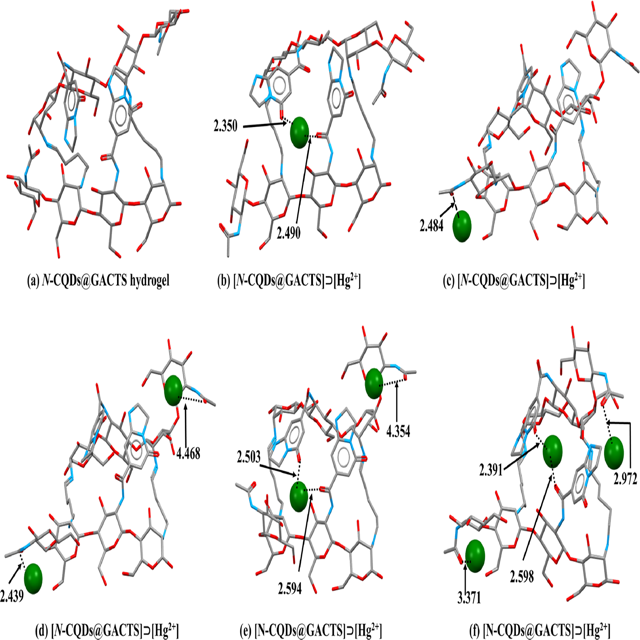 2.350
2.490
2.484
(a) N-CQDs@GACTS hydrogel
(b) [N-CQDs@GACTS]⊃[Hg²⁺]
(c) [N-CQDs@GACTS]⊃[Hg²⁺]
4.468
2.439
2.503
4.354
2.594
2.391
2.972
2.598
3.371
(d) [N-CQDs@GACTS]⊃[Hg²⁺]
(e) [N-CQDs@GACTS]⊃[Hg²⁺]
(f) [N-CQDs@GACTS]⊃[Hg²⁺]